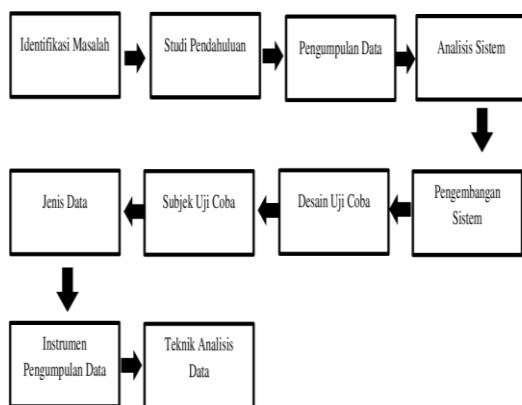 Identifikasi Masalah
Studi Pendahuluan
Pengumpulan Data
Analisis Sistem
Pengembangan
Sistem
Desain Uji Coba
Subjek Uji Coba
Jenis Data
Instrumen
Pengumpulan Data
Teknik Analisis
Data